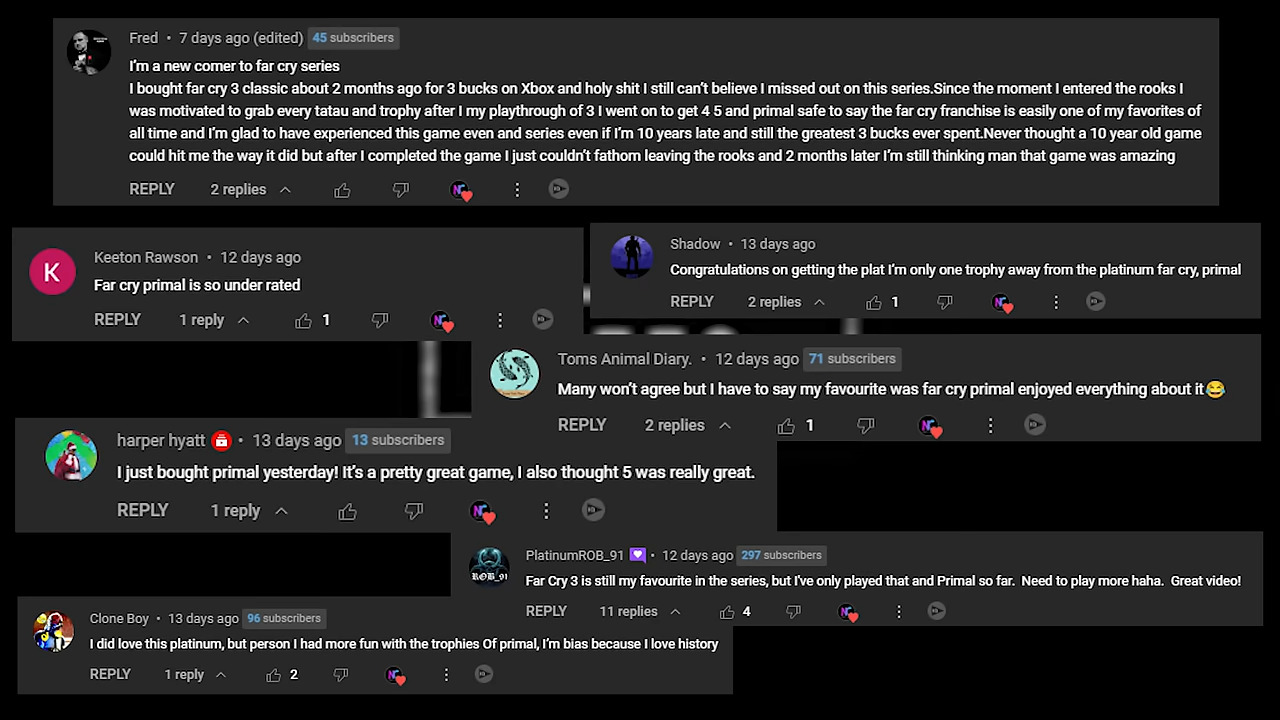 Fred • 7 days ago (edited) 45 subscribers
I'm a new comer to far cry series
I bought far cry 3 classic about 2 months ago for 3 bucks on Xbox and holy shit I still can't believe I missed out on this series.Since the moment I entered the rooks I
was motivated to grab every tatau and trophy after I my playthrough of 3 I went on to get 4 5 and primal safe to say the far cry franchise is easily one of my favorites of
all time and I'm glad to have experienced this game even and series even if I'm 10 years late and still the greatest 3 bucks ever spent.Never thought a 10 year old game
could hit me the way it did but after I completed the game I just couldn't fathom leaving the rooks and 2 months later I'm still thinking man that game was amazing
REPLY 2 replies
Keeton Rawson • 12 days ago
K
Far cry primal is so under rated
REPLY 1 reply 1
Shadow • 13 days ago
Congratulations on getting the plat I'm only one trophy away from the platinum far cry, primal
REPLY 2 replies 1
Toms Animal Diary. • 12 days ago 71 subscribers
Many won't agree but I have to say my favourite was far cry primal enjoyed everything about it😂
REPLY 2 replies 1
harper hyatt • 13 days ago 13 subscribers
I just bought primal yesterday! It's a pretty great game, I also thought 5 was really great.
REPLY 1 reply
PlatinumROB_91 • 12 days ago 297 subscribers
ROB_91
Far Cry 3 is still my favourite in the series, but I've only played that and Primal so far. Need to play more haha. Great video!
REPLY 11 replies 4
Clone Boy • 13 days ago 96 subscribers
I did love this platinum, but person I had more fun with the trophies Of primal, I'm bias because I love history
REPLY 1 reply 2